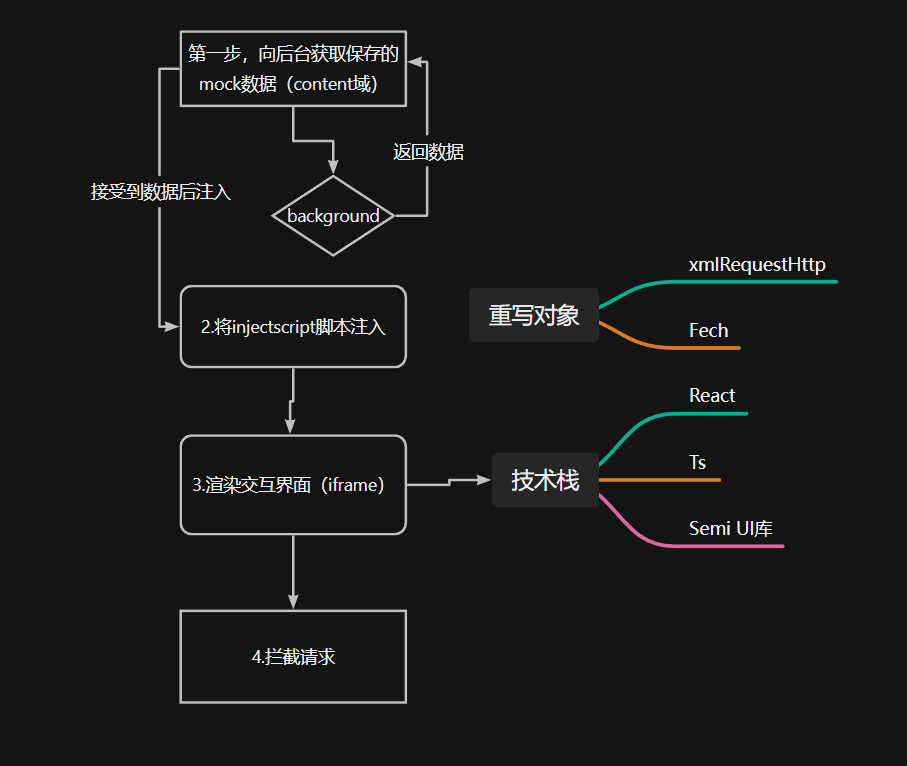 第一步，向后台获取保存的
mock数据（content域）
返回数据
接受到数据后注入
background
2.将injectscript脚本注入
3.渲染交互界面（iframe）
4.拦截请求
重写对象
xmlRequestHttp
Fech
技术栈
React
Ts
Semi UI库